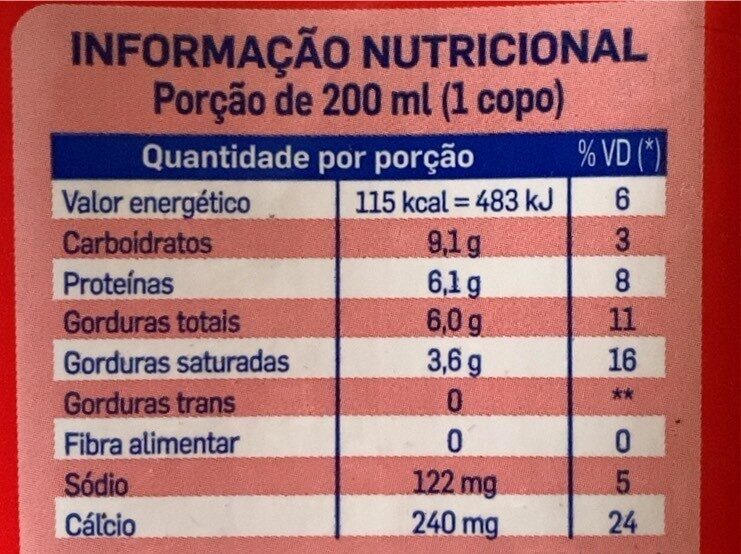 INFORMAÇÃO NUTRICIONAL
Porção de 200 ml (1 copo)
Quantidade por porção % VD (*)
Valor energético 115 kcal = 483 kJ 6
Carboidratos 9,1 g 3
Proteínas 6,1 g 8
Gorduras totais 6,0 g 11
Gorduras saturadas 3,6 g 16
Gorduras trans 0 **
Fibra alimentar 0 0
Sódio 122 mg 5
Cálcio 240 mg 24